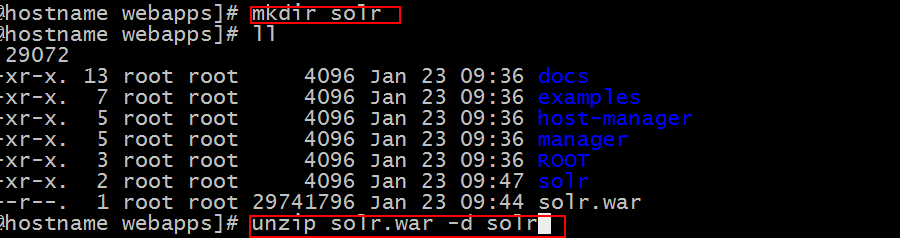 @hostname webapps]# mkdir solr
@hostname webapps]# ll
29072
-xr-x. 13 root root 4096 Jan 23 09:36 docs
-xr-x. 7 root root 4096 Jan 23 09:36 examples
-xr-x. 5 root root 4096 Jan 23 09:36 host-manager
-xr-x. 5 root root 4096 Jan 23 09:36 manager
-xr-x. 3 root root 4096 Jan 23 09:36 ROOT
-xr-x. 2 root root 4096 Jan 23 09:47 solr
--r--. 1 root root 29741796 Jan 23 09:44 solr.war
@hostname webapps]# unzip solr.war -d solr